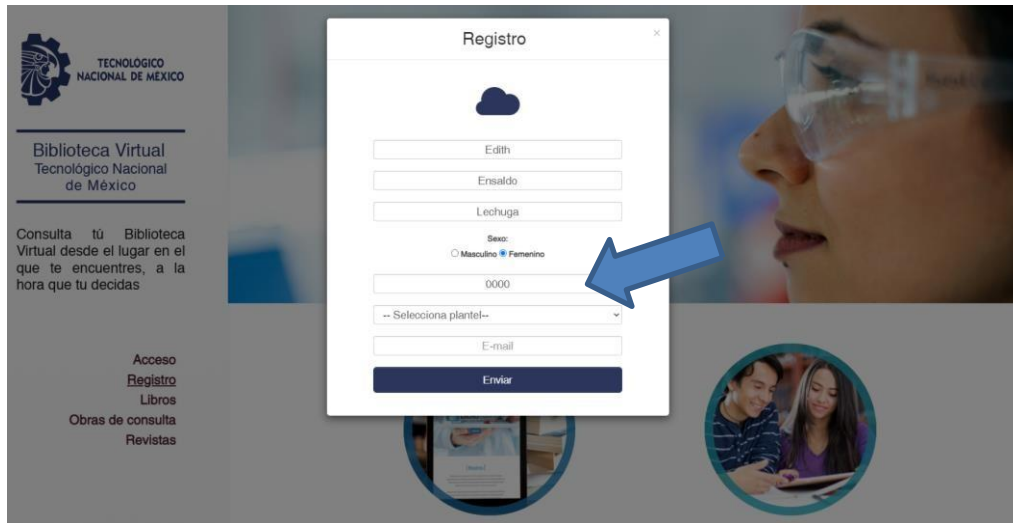 TECNOLÓGICO
NACIONAL DE MÉXICO
Biblioteca Virtual
Tecnológico Nacional
de México
Consulta tú Biblioteca
Virtual desde el lugar en el
que te encuentres, a la
hora que tu decidas
Acceso
Registro
Libros
Obras de consulta
Revistas
Registro
×
Edith
Ensaldo
Lechuga
Sexo:
Masculino Femenino
0000
-- Selecciona plantel--
E-mail
Enviar